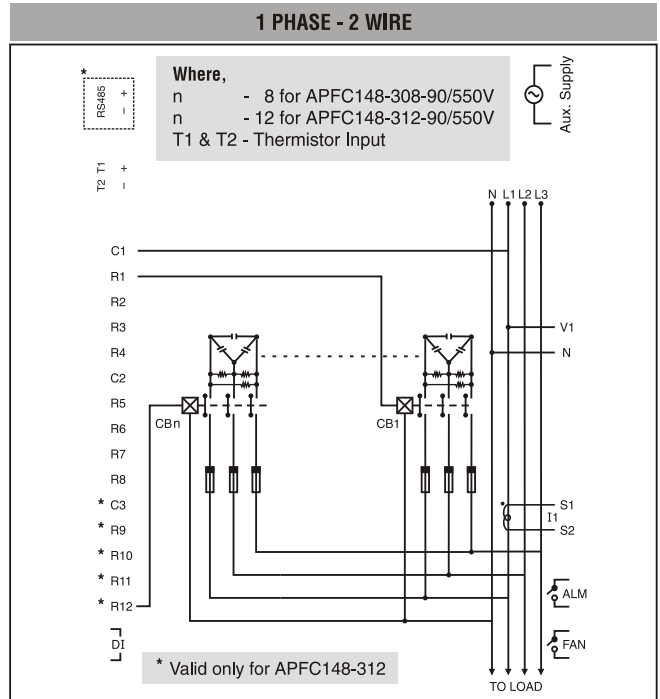 1 PHASE - 2 WIRE
*
RS485
+
−
Where,
n - 8 for APFC148-308-90/550V
n - 12 for APFC148-312-90/550V
T1 & T2 - Thermistor Input
Aux. Supply
T2 T1
+
−
N L1 L2 L3
C1
R1
R2
R3
V1
R4
N
C2
R5
CBn
CB1
R6
R7
R8
* C3
S1
I1
* R9
S2
* R10
* R11
ALM
* R12
DI
FAN
* Valid only for APFC148-312
TO LOAD